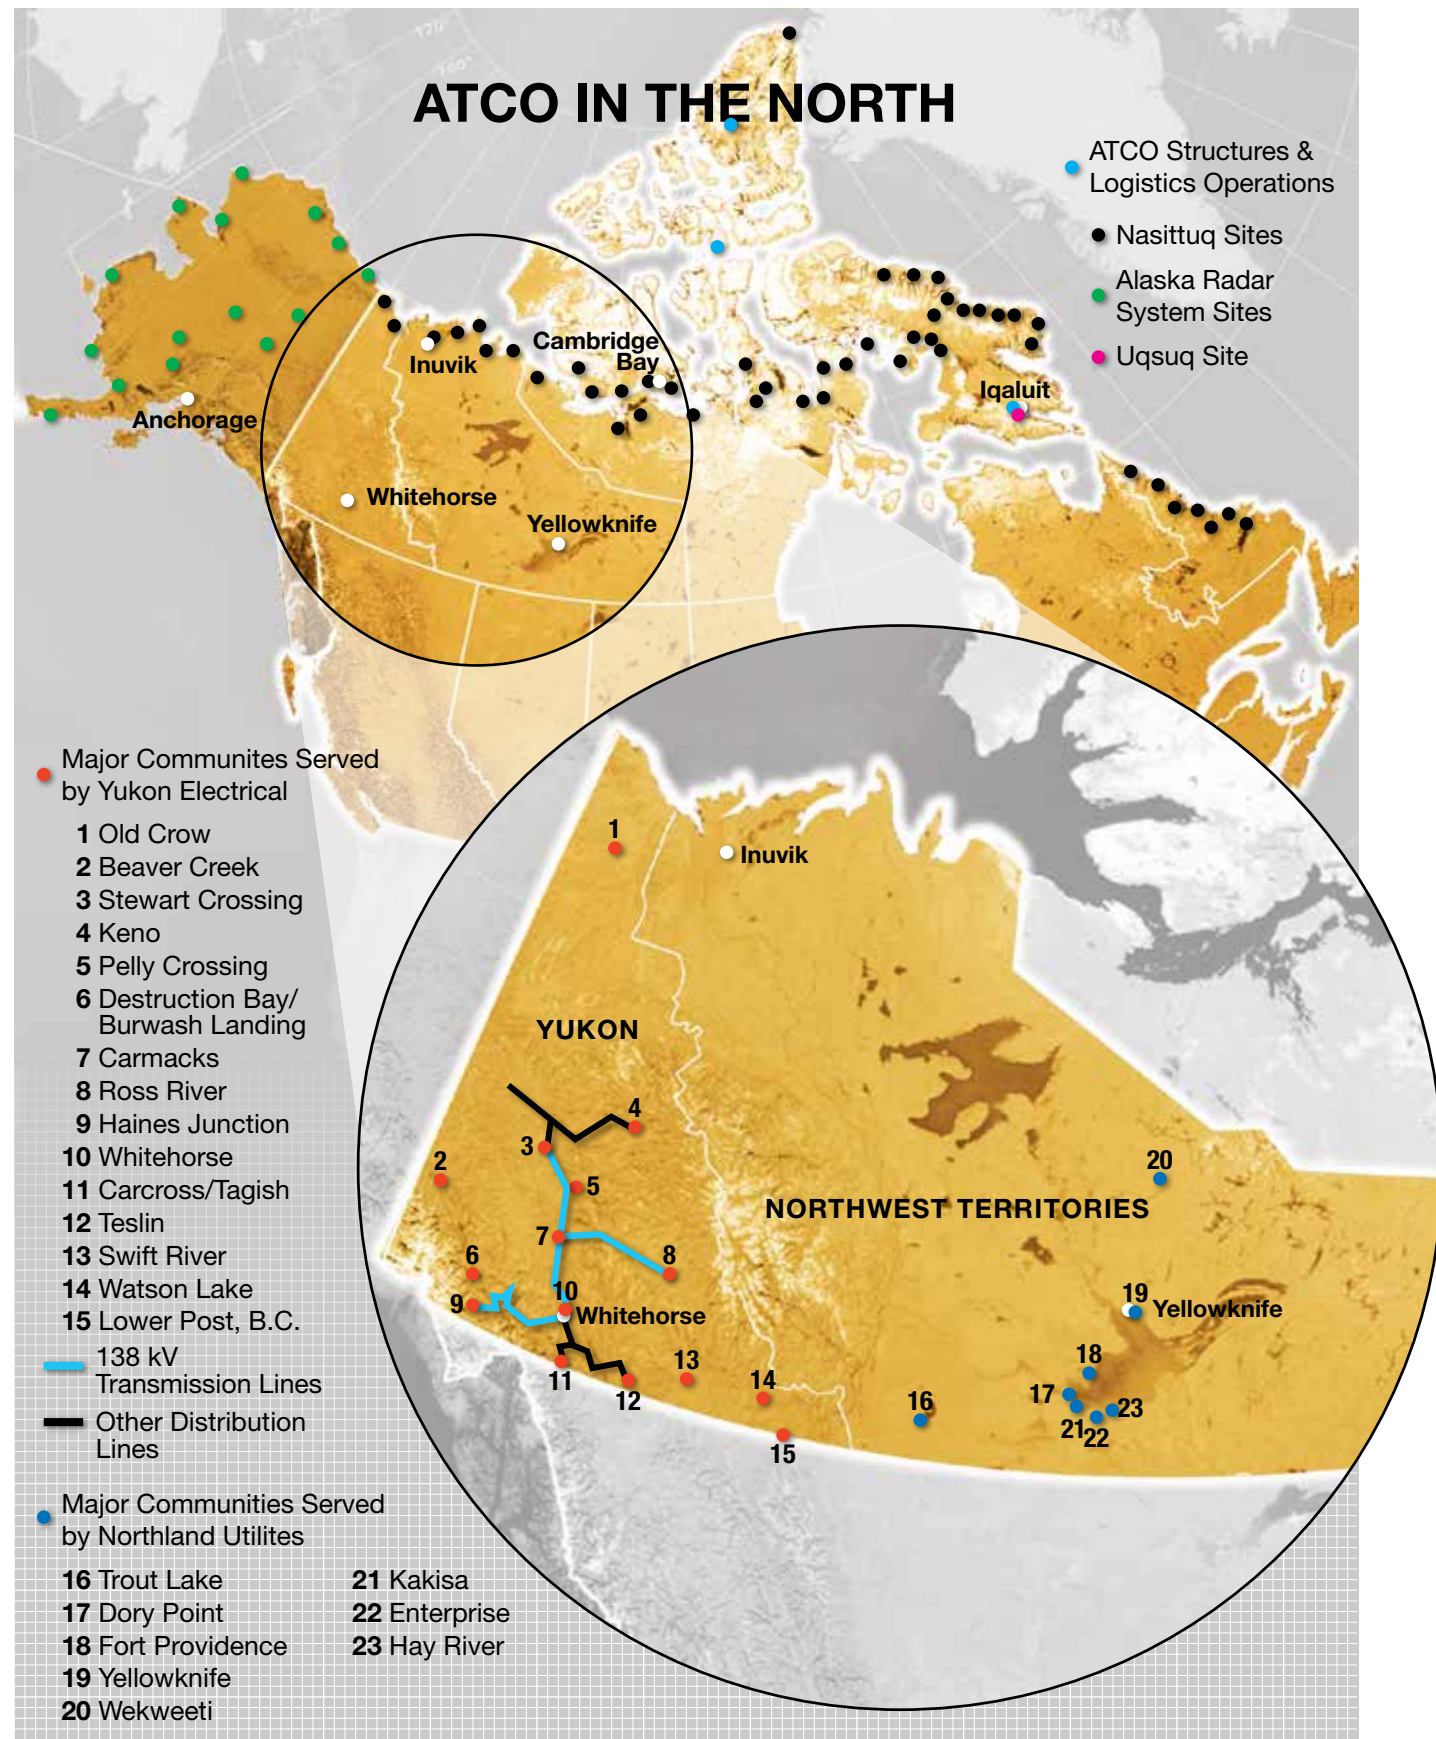 170°
160°
ATCO IN THE NORTH
ATCO Structures &
Logistics Operations
Nasittuq Sites
Alaska Radar
System Sites
Uqsuq Site
Cambridge
Bay
Inuvik
Iqaluit
Anchorage
Whitehorse
Yellowknife
Major Communites Served
by Yukon Electrical
1 Old Crow
2 Beaver Creek
3 Stewart Crossing
4 Keno
5 Pelly Crossing
6 Destruction Bay/
Burwash Landing
7 Carmacks
8 Ross River
9 Haines Junction
10 Whitehorse
11 Carcross/Tagish
12 Teslin
13 Swift River
14 Watson Lake
15 Lower Post, B.C.
138 kV
Transmission Lines
Other Distribution
Lines
Major Communities Served
by Northland Utilites
16 Trout Lake
17 Dory Point
18 Fort Providence
19 Yellowknife
20 Wekweeti
21 Kakisa
22 Enterprise
23 Hay River
1
Inuvik
YUKON
4
3
2
5
20
NORTHWEST TERRITORIES
7
6
8
9
10
Whitehorse
19
Yellowknife
11
12
13
14
15
16
17
18
21
22
23